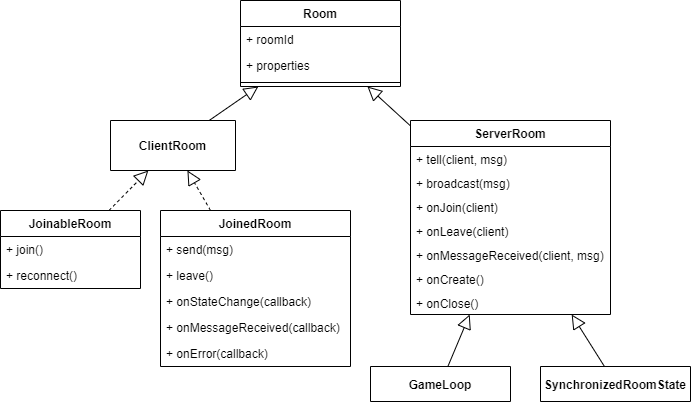 Room
+ roomId
+ properties
ClientRoom
ServerRoom
+ tell(client, msg)
+ broadcast(msg)
+ onJoin(client)
+ onLeave(client)
+ onMessageReceived(client, msg)
+ onCreate()
+ onClose()
JoinableRoom
+ join()
+ reconnect()
JoinedRoom
+ send(msg)
+ leave()
+ onStateChange(callback)
+ onMessageReceived(callback)
+ onError(callback)
GameLoop
SynchronizedRoomState